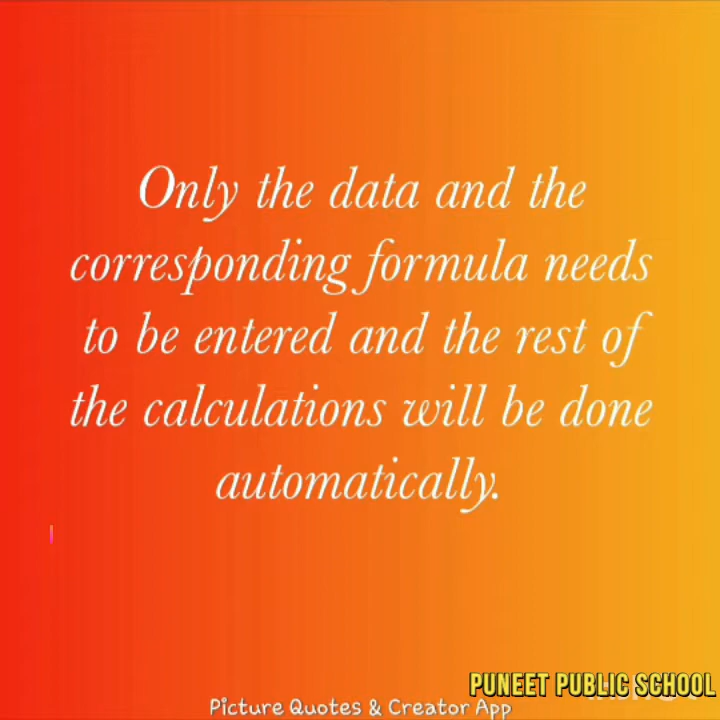 Only the data and the
corresponding formula needs
to be entered and the rest of
the calculations will be done
automatically.
PUNEET PUBLIC SCHOOL
Picture Quotes & Creator App